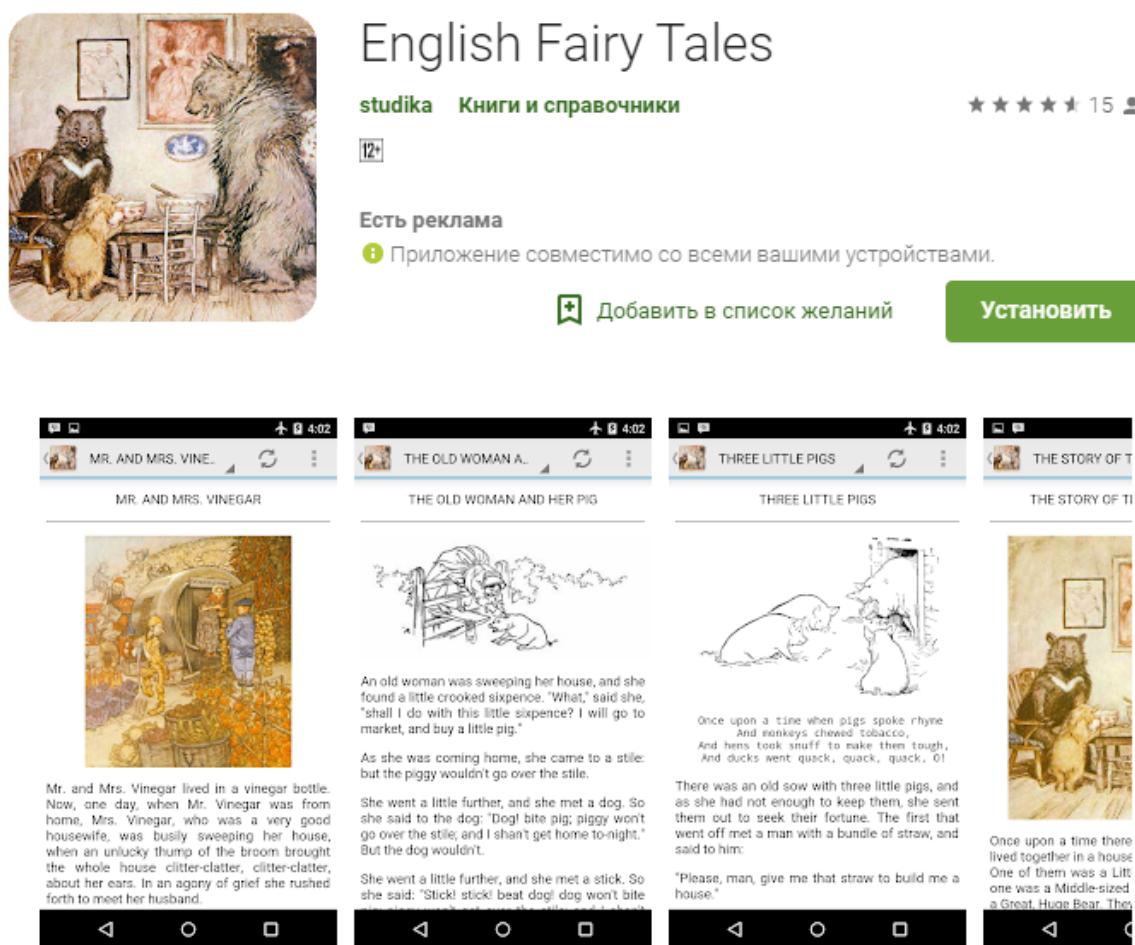 English Fairy Tales
studika Книги и справочники 15
12+
Есть реклама
Приложение совместимо со всеми вашими устройствами.
Добавить в список желаний Установить
4:02
MR. AND MRS. VINE..
MR. AND MRS. VINEGAR
Mr. and Mrs. Vinegar lived in a vinegar bottle.
Now, one day, when Mr. Vinegar was from
home, Mrs. Vinegar, who was a very good
housewife, was busily sweeping her house,
when an unlucky thump of the broom brought
the whole house clitter-clatter, clitter-clatter,
about her ears. In an agony of grief she rushed
forth to meet her husband.
4:02
THE OLD WOMAN A..
THE OLD WOMAN AND HER PIG
An old woman was sweeping her house, and she
found a little crooked sixpence. "What," said she,
"shall I do with this little sixpence? I will go to
market, and buy a little pig."
As she was coming home, she came to a stile:
but the piggy wouldn't go over the stile.
She went a little further, and she met a dog. So
she said to the dog: "Dog! bite pig; piggy won't
go over the stile; and I shan't get home to-night."
But the dog wouldn't.
She went a little further, and she met a stick. So
she said: "Stick! stick! beat dog! dog won't bite
4:02
THREE LITTLE PIGS
THREE LITTLE PIGS
Once upon a time when pigs spoke rhyme
And monkeys chewed tobacco,
And hens took snuff to make them tough,
And ducks went quack, quack, quack, O!
There was an old sow with three little pigs, and
as she had not enough to keep them, she sent
them out to seek their fortune. The first that
went off met a man with a bundle of straw, and
said to him:
"Please, man, give me that straw to build me a
house."
THE STORY OF T
THE STORY OF
Once upon a time there
lived together in a house
One of them was a Litt
one was a Middle-sized
a Great, Huge Bear. They